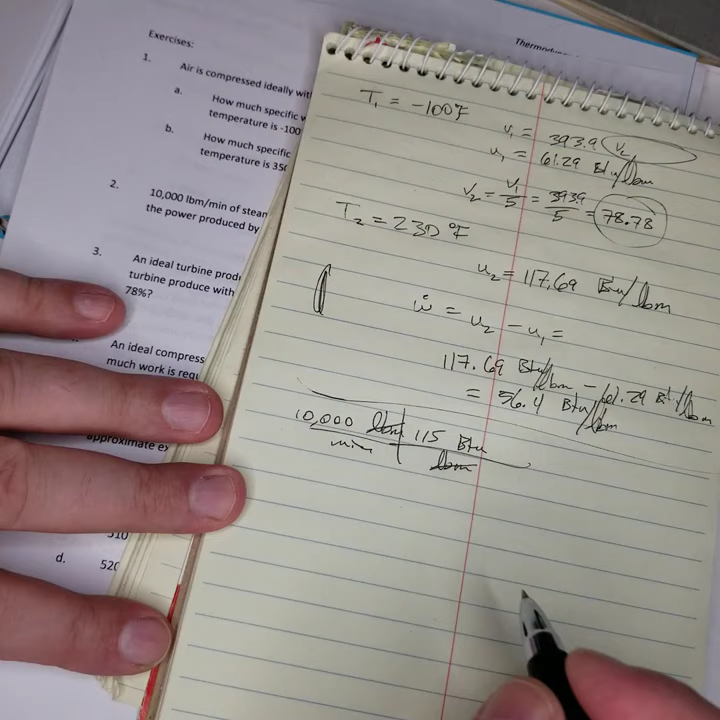 Exercises:
1.
Air is compressed ideally wit
a.
How much specific w
temperature is -100
b.
How much specific
temperature is 350
2.
10,000 lbm/min of stean
the power produced by
3.
An ideal turbine prod
turbine produce with
78%?
An ideal compress
much work is requ
approximate ex
510
d.
520
T₁ = -100°F
v₁ = 393.9 v₂
u₁ = 61.29 Btu/lbm
v₂ = v₁/5 = 393.9/5 = 78.78
T₂ = 230 °F
u₂ = 117.69 Btu/lbm
ẇ = u₂ - u₁ =
117.69 Btu/lbm - 61.29 Btu/lbm
= 56.4 Btu/lbm
10,000 lbm | 115 Btu
min | lbm